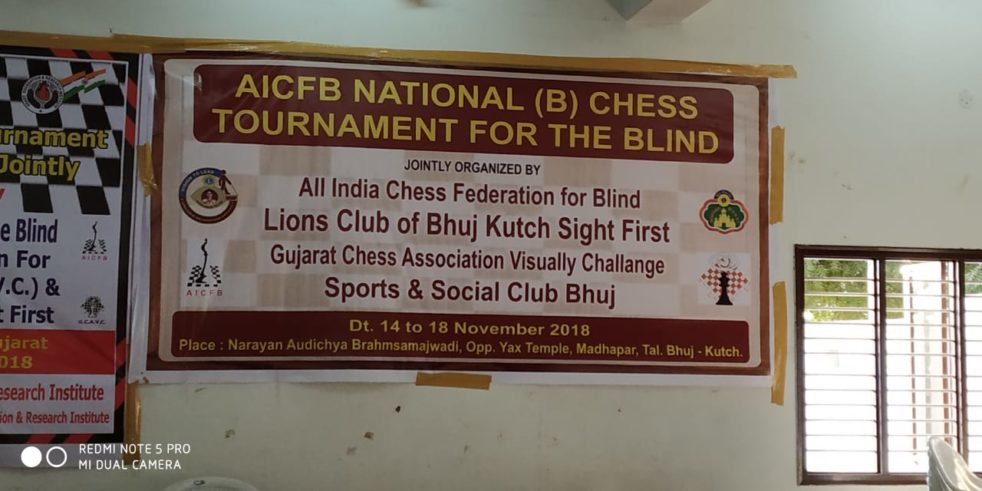 urnament
Jointly
e Blind
n For
V.C.) &
t First
ujarat
018
esearch Institute
ion & Research Institute
AICFB
G.C.A.V.C.
AICFB NATIONAL (B) CHESS
TOURNAMENT FOR THE BLIND
JOINTLY ORGANIZED BY
All India Chess Federation for Blind
Lions Club of Bhuj Kutch Sight First
Gujarat Chess Association Visually Challange
Sports & Social Club Bhuj
AICFB
Dt. 14 to 18 November 2018
Place : Narayan Audichya Brahmsamajwadi, Opp. Yax Temple, Madhapar, Tal. Bhuj - Kutch.
REDMI NOTE 5 PRO
MI DUAL CAMERA